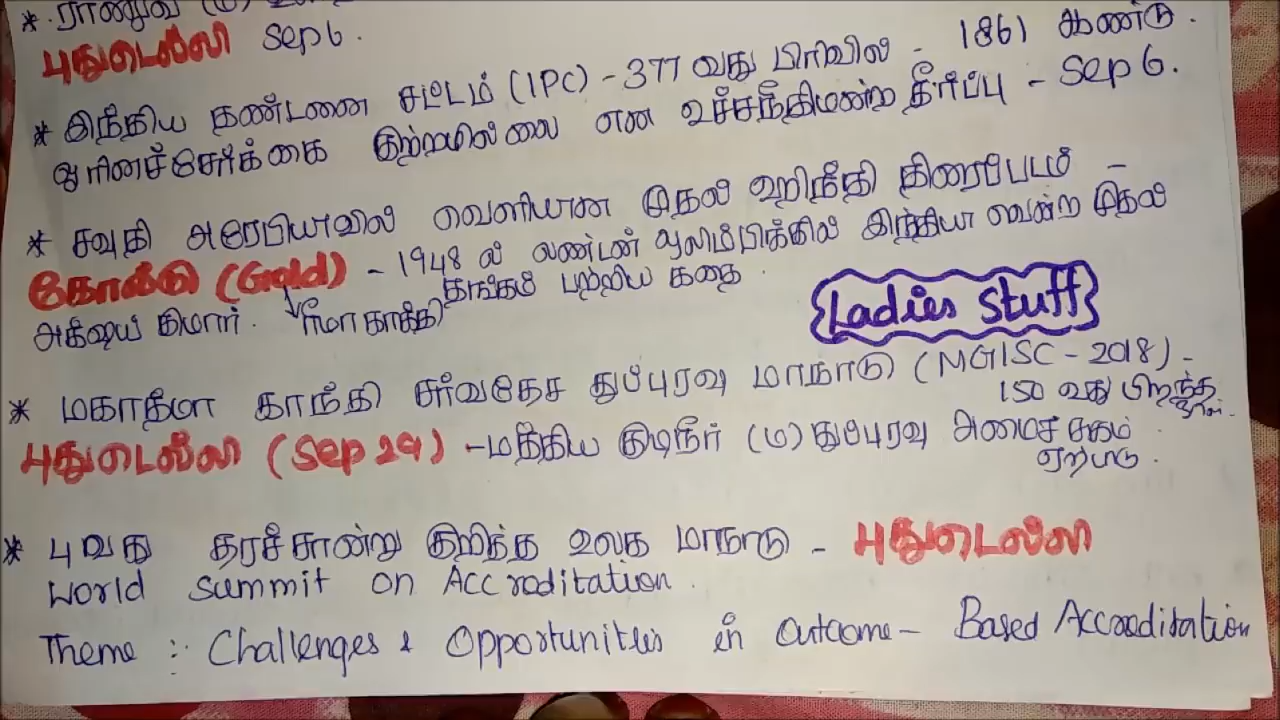 * ராணுவ (ம)
புதுடெல்லி Sep 6.
* இந்திய தண்டனை சட்டம் (IPC) - 377 வது பிரிவில் - 1861 ஆண்டு.
ஓரினச்சேர்க்கை குற்றமில்லை என உச்சநீதிமன்ற தீர்ப்பு - Sep 6.
* சவுதி அரேபியாவில் வெளியான முதல் ஹிந்தி திரைப்படம் -
கோல்டு (Gold) - 1948 ல் லண்டன் ஒலிம்பிக்கில் இந்தியா வென்ற முதல்
தங்கம் பற்றிய கதை.
அக்ஷய் குமார். ரீமா காக்தி
{Ladies Stuff}
* மகாத்மா காந்தி சர்வதேச துப்புரவு மாநாடு (MGISC - 2018) -
150 வது பிறந்த நாள்.
புதுடெல்லி (Sep 29) - மத்திய குடிநீர் (ம) துப்புரவு அமைச்சகம்
ஏற்பாடு.
* 4 வது தரச்சான்று குறித்த உலக மாநாடு - புதுடெல்லி
World Summit on Accreditation.
Theme : Challenges & Opportunities in Outcome - Based Accreditation